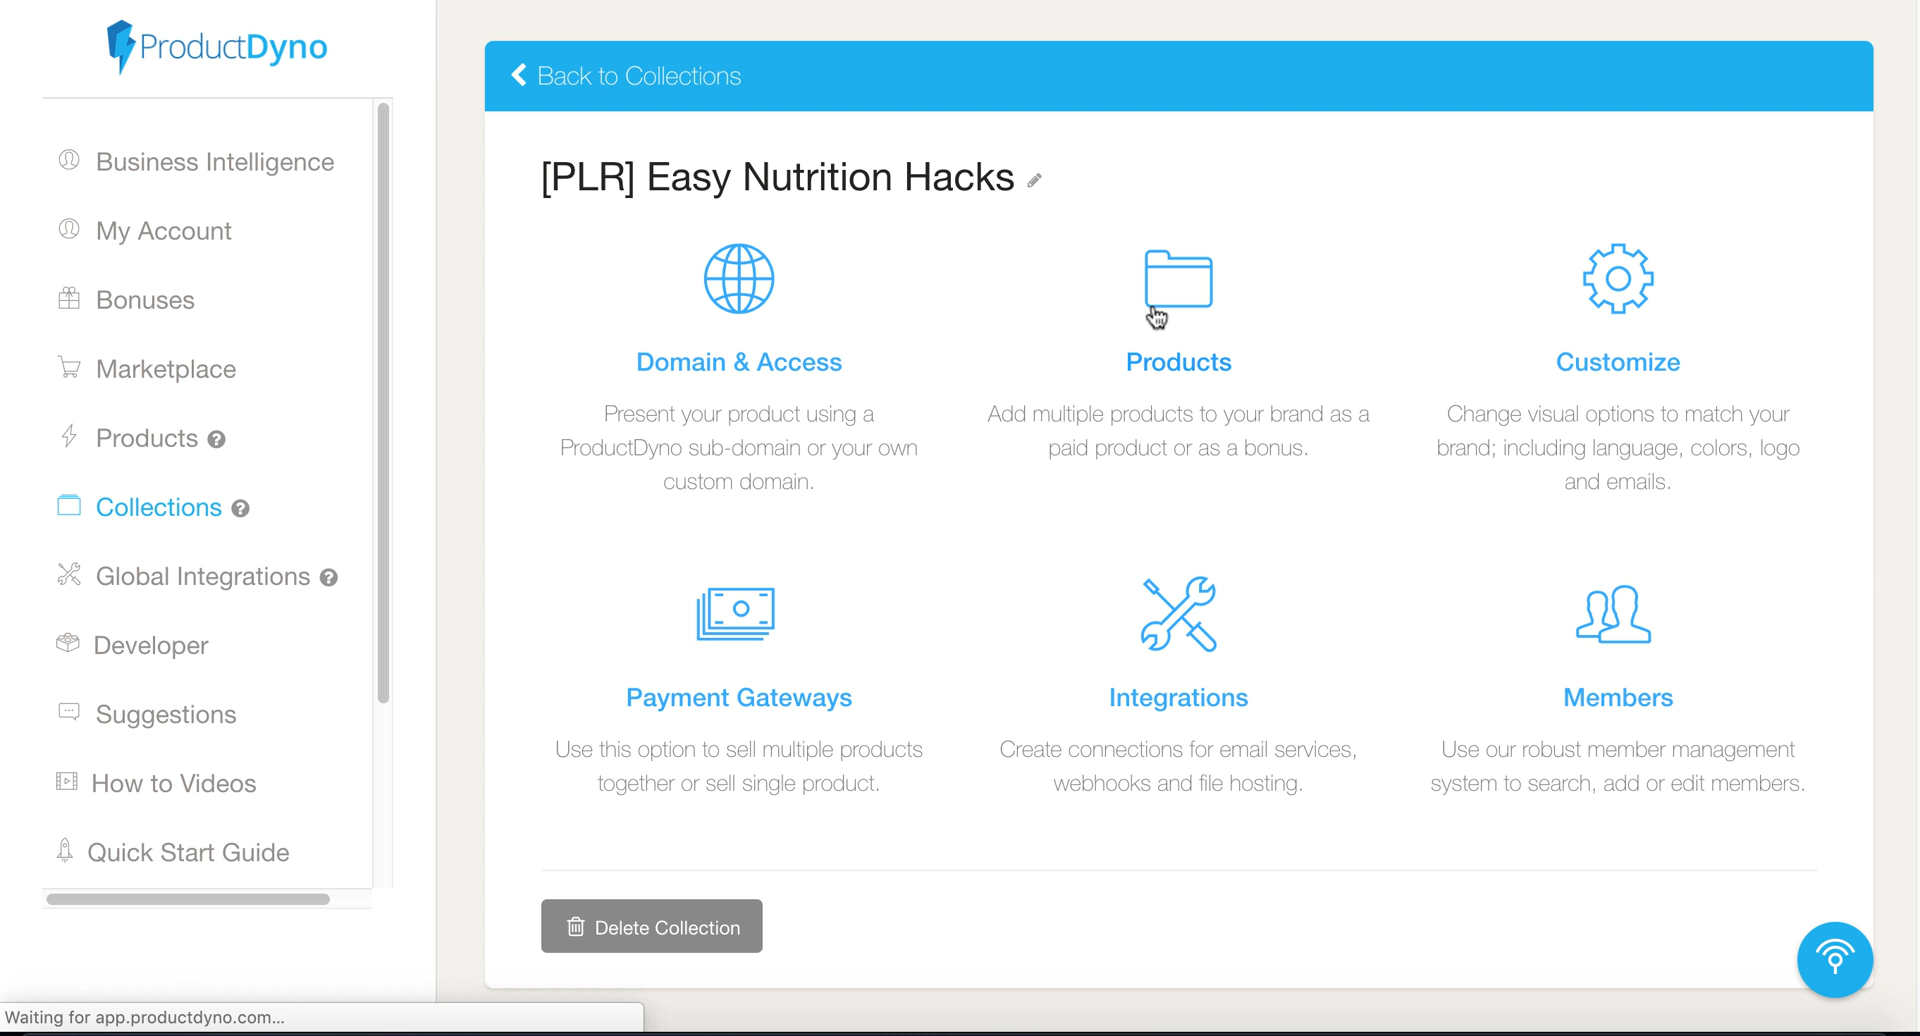 ProductDyno
Business Intelligence
My Account
Bonuses
Marketplace
Products ?
Collections ?
Global Integrations ?
Developer
Suggestions
How to Videos
Quick Start Guide
Back to Collections
[PLR] Easy Nutrition Hacks
Domain & Access
Present your product using a
ProductDyno sub-domain or your own
custom domain.
Products
Add multiple products to your brand as a
paid product or as a bonus.
Customize
Change visual options to match your
brand; including language, colors, logo
and emails.
Payment Gateways
Use this option to sell multiple products
together or sell single product.
Integrations
Create connections for email services,
webhooks and file hosting.
Members
Use our robust member management
system to search, add or edit members.
Delete Collection
Waiting for app.productdyno.com...